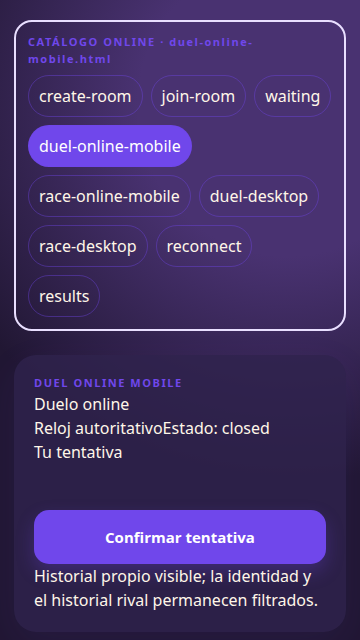 CATÁLOGO ONLINE · duel-online-
mobile.html
create-room join-room waiting
duel-online-mobile
race-online-mobile duel-desktop
race-desktop reconnect
results
DUEL ONLINE MOBILE
Duelo online
Reloj autoritativoEstado: closed
Tu tentativa
Confirmar tentativa
Historial propio visible; la identidad y
el historial rival permanecen filtrados.